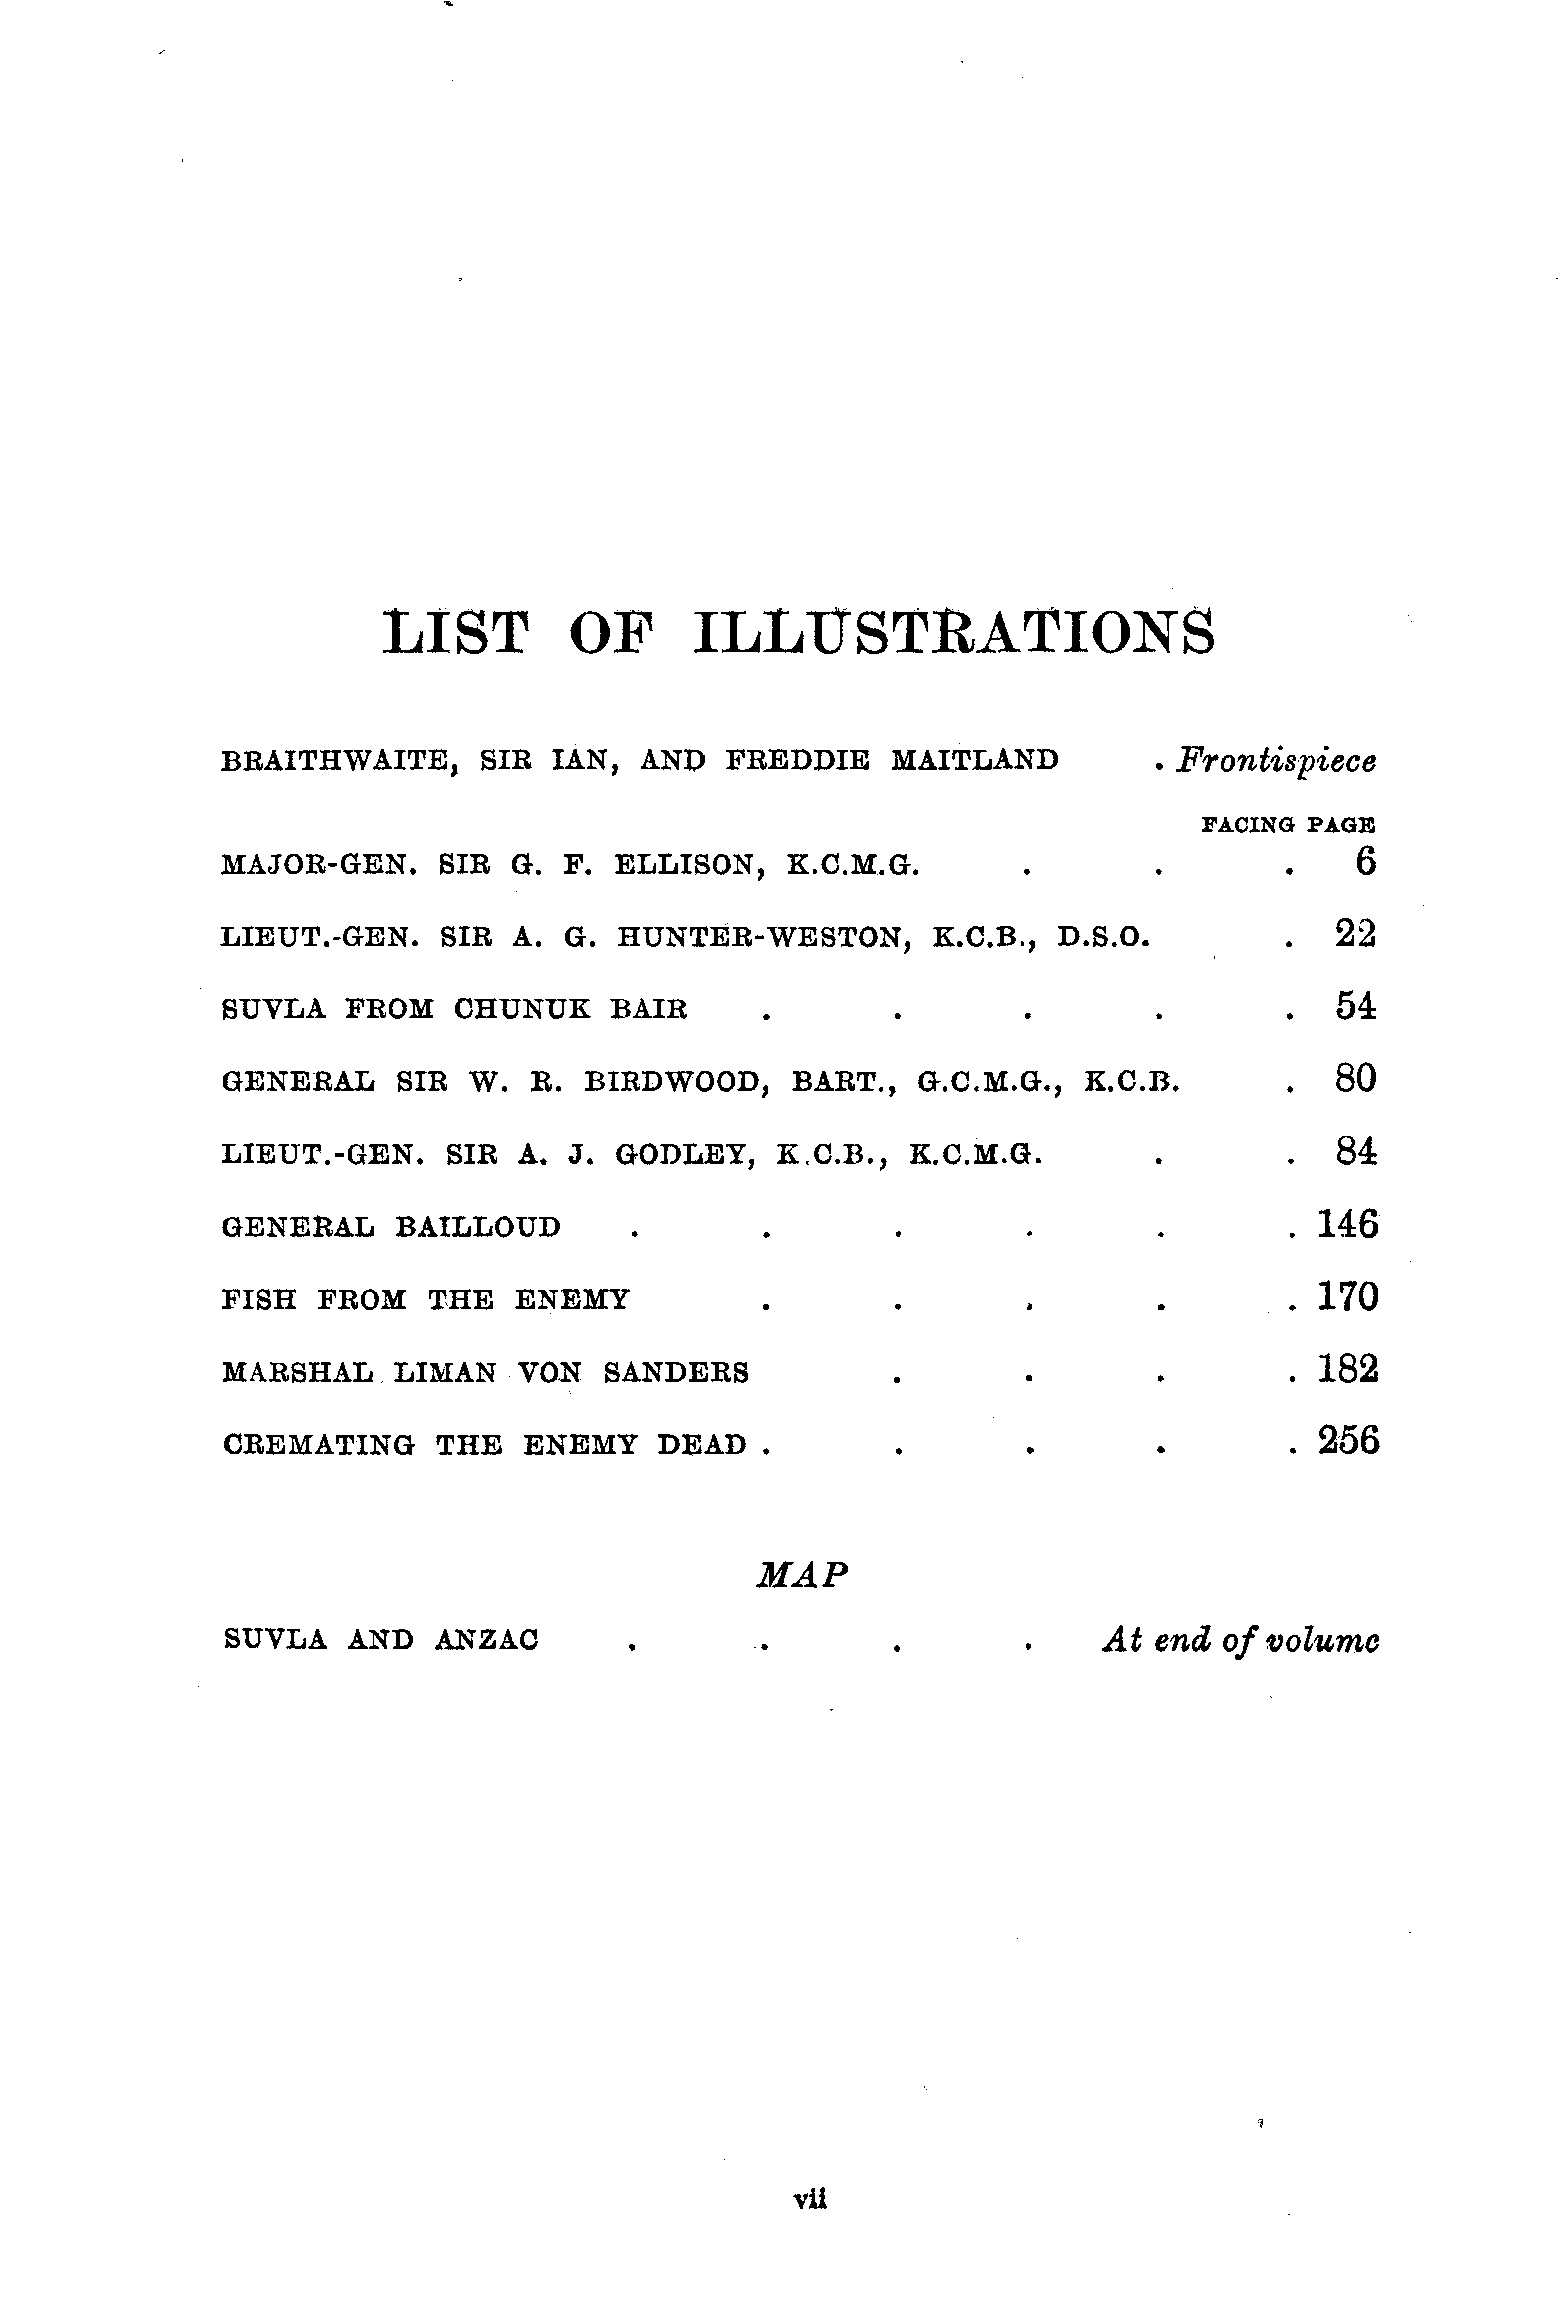 LIST OF ILLUSTRATIONS
BRAITHWAITE, SIR IAN, AND FREDDIE MAITLAND . Frontispiece
FACING PAGE
MAJOR-GEN. SIR G. F. ELLISON, K.C.M.G. . . . 6
LIEUT.-GEN. SIR A. G. HUNTER-WESTON, K.C.B., D.S.O. . 22
SUVLA FROM CHUNUK BAIR . . . . . 54
GENERAL SIR W. R. BIRDWOOD, BART., G.C.M.G., K.C.B. . 80
LIEUT.-GEN. SIR A. J. GODLEY, K.C.B., K.C.M.G. . . 84
GENERAL BAILLOUD . . . . . . 146
FISH FROM THE ENEMY . . . . . 170
MARSHAL LIMAN VON SANDERS . . . . 182
CREMATING THE ENEMY DEAD . . . . . 256
MAP
SUVLA AND ANZAC . . . . At end of volume
vii